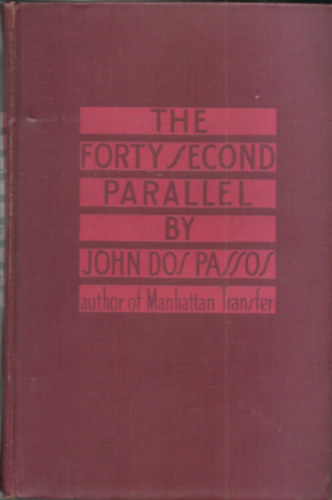 THE
FORTY SECOND
PARALLEL
BY
JOHN DOS PASSOS
author of Manhattan Transfer